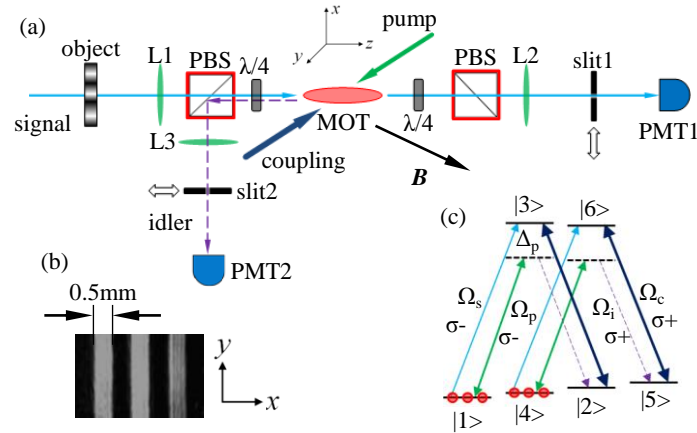 (a)
object
signal
L1
PBS
λ/4
x
y
z
pump
MOT
L3
coupling
B
λ/4
PBS
L2
slit1
PMT1
slit2
idler
PMT2
(b)
0.5mm
y
x
(c)
|3>
|6>
Δp
Ωs
σ-
Ωp
σ-
Ωi
σ+
Ωc
σ+
|1>
|4>
|2>
|5>